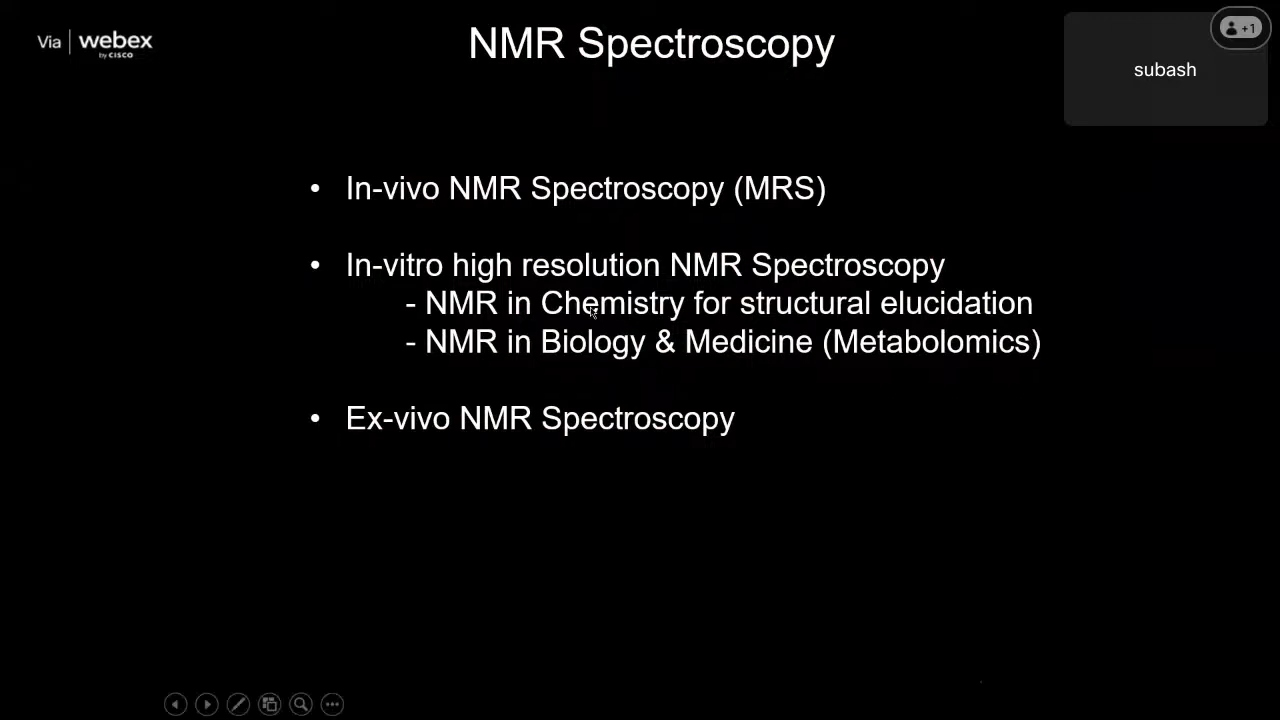 Via | webex
by CISCO
NMR Spectroscopy
+1
subash
• In-vivo NMR Spectroscopy (MRS)
• In-vitro high resolution NMR Spectroscopy
- NMR in Chemistry for structural elucidation
- NMR in Biology & Medicine (Metabolomics)
• Ex-vivo NMR Spectroscopy